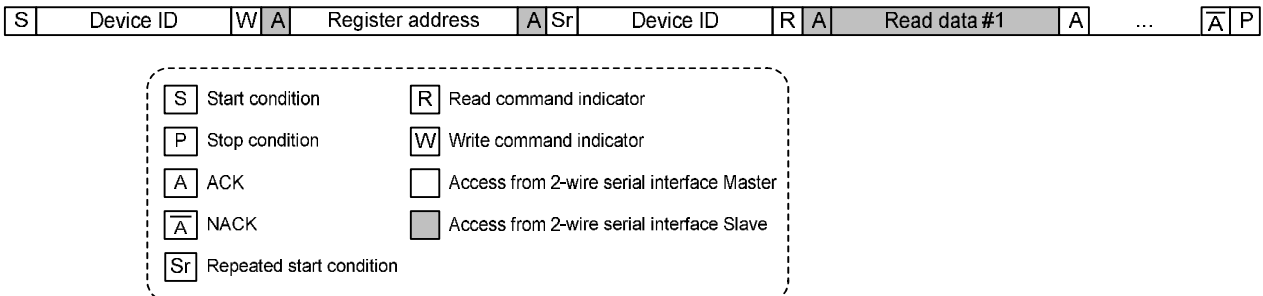 S Device ID W A Register address A Sr Device ID R A Read data #1 A ... A̅ P
S Start condition R Read command indicator
P Stop condition W Write command indicator
A ACK Access from 2-wire serial interface Master
A̅ NACK Access from 2-wire serial interface Slave
Sr Repeated start condition